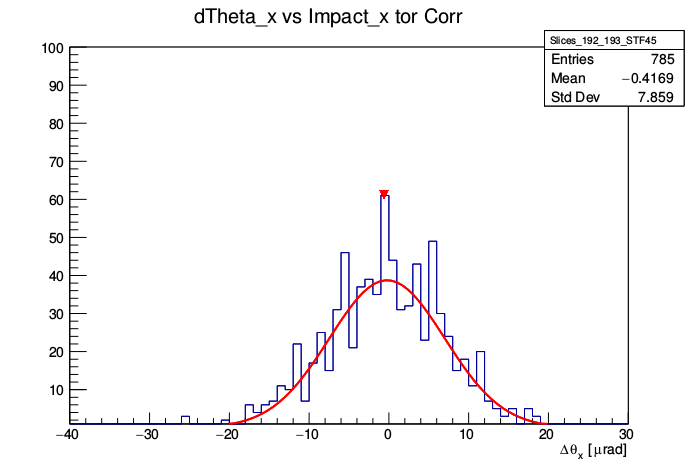 dTheta_x vs Impact_x tor Corr
Slices_192_193_STF45
Entries 785
Mean −0.4169
Std Dev 7.859
100
90
80
70
60
50
40
30
20
10
−40 −30 −20 −10 0 10 20 30
Δθx [μrad]